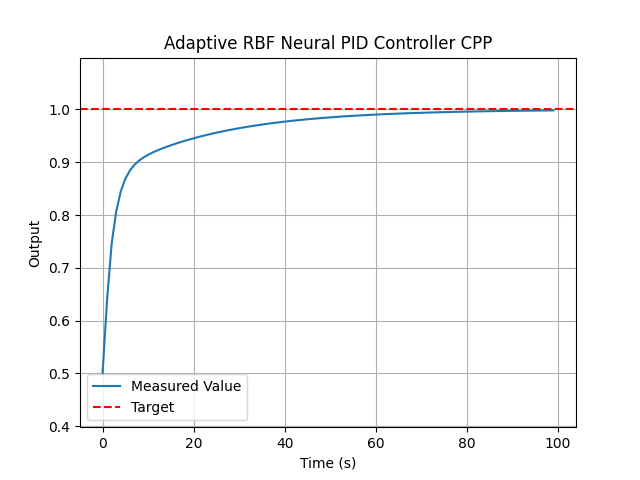 Adaptive RBF Neural PID Controller CPP
Output
1.0
0.9
0.8
0.7
0.6
0.5
0.4
Measured Value
Target
0 20 40 60 80 100
Time (s)